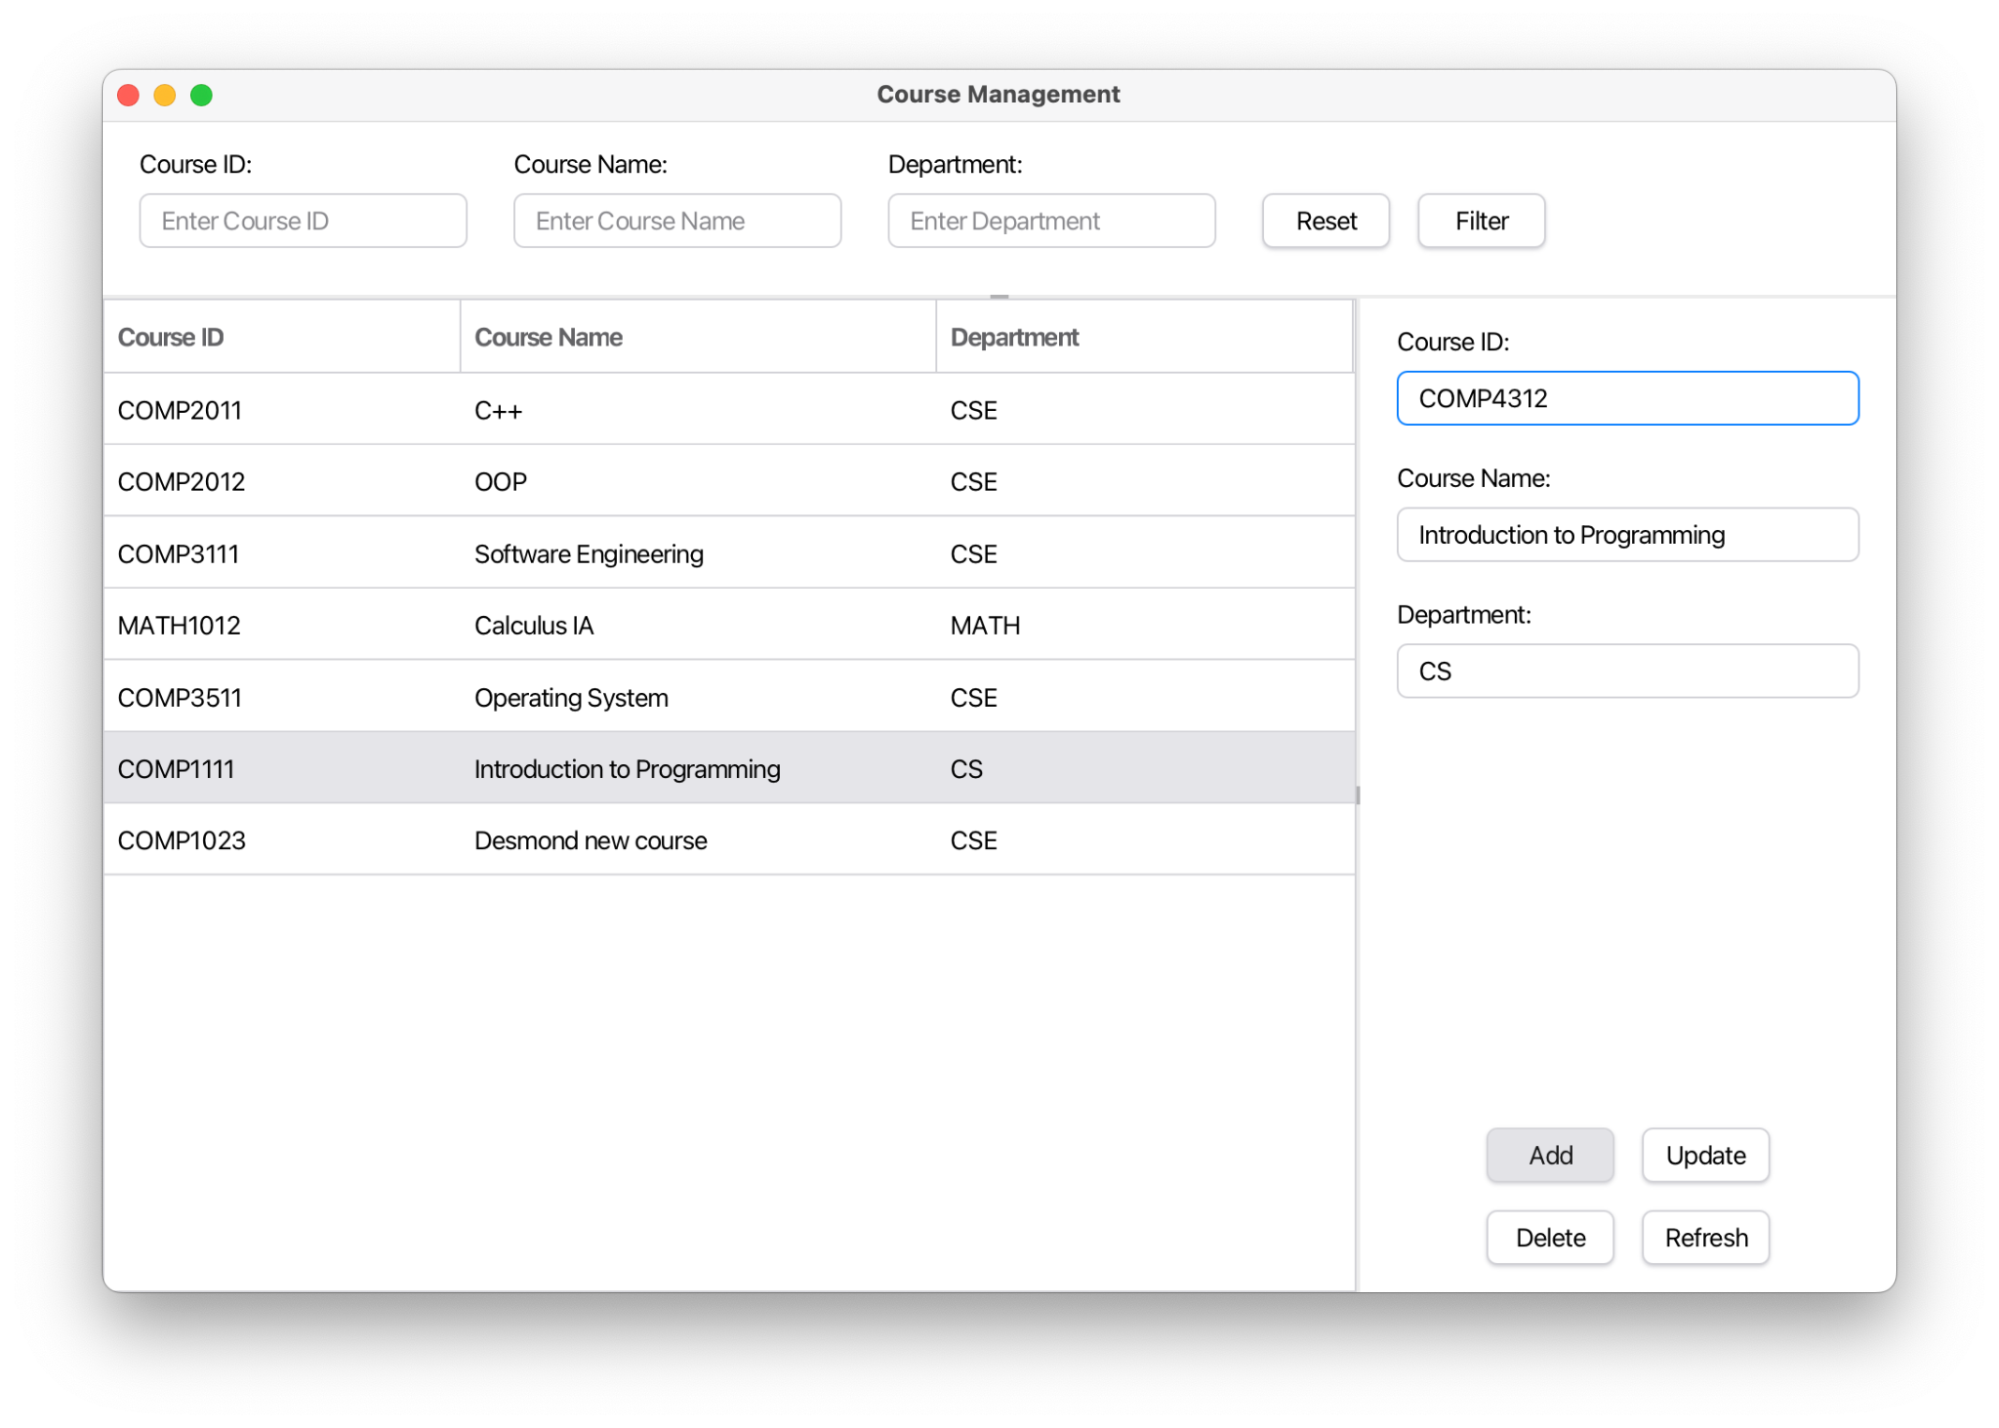 Course Management
Course ID: Course Name: Department:
Enter Course ID Enter Course Name Enter Department Reset Filter
Course ID Course Name Department
COMP2011 C++ CSE
COMP2012 OOP CSE
COMP3111 Software Engineering CSE
MATH1012 Calculus IA MATH
COMP3511 Operating System CSE
COMP1111 Introduction to Programming CS
COMP1023 Desmond new course CSE
Course ID:
COMP4312
Course Name:
Introduction to Programming
Department:
CS
Add Update
Delete Refresh